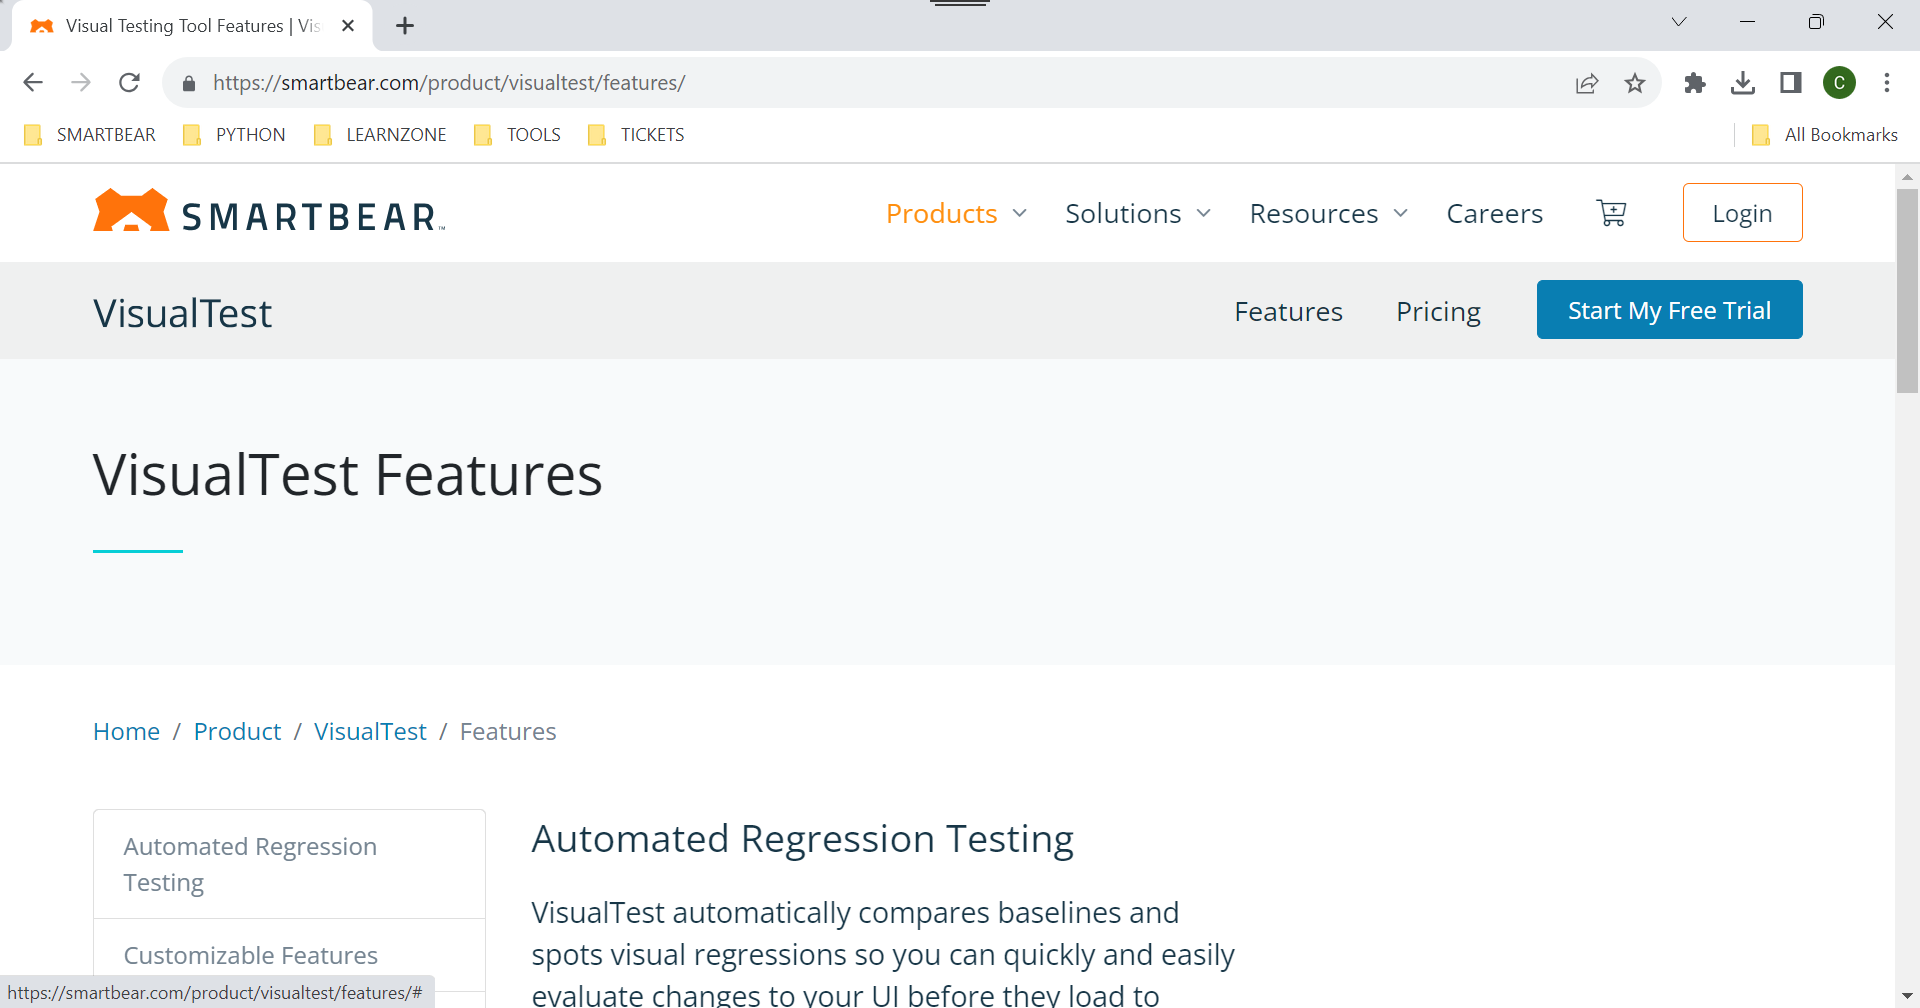 Visual Testing Tool Features | Vis
https://smartbear.com/product/visualtest/features/
C
SMARTBEAR PYTHON LEARNZONE TOOLS TICKETS All Bookmarks
SMARTBEAR™ Products Solutions Resources Careers Login
VisualTest Features Pricing Start My Free Trial
VisualTest Features
Home / Product / VisualTest / Features
Automated Regression
Testing
Customizable Features
Automated Regression Testing
VisualTest automatically compares baselines and
spots visual regressions so you can quickly and easily
evaluate changes to your UI before they load to
https://smartbear.com/product/visualtest/features/#